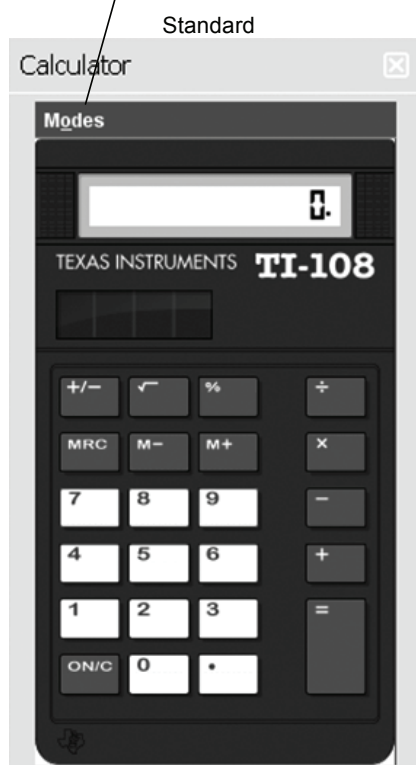 Standard
Calculator
Modes
0.
TEXAS INSTRUMENTS TI-108
+/− √ % ÷
MRC M− M+ ×
7 8 9 −
4 5 6 +
1 2 3 =
ON/C 0 •